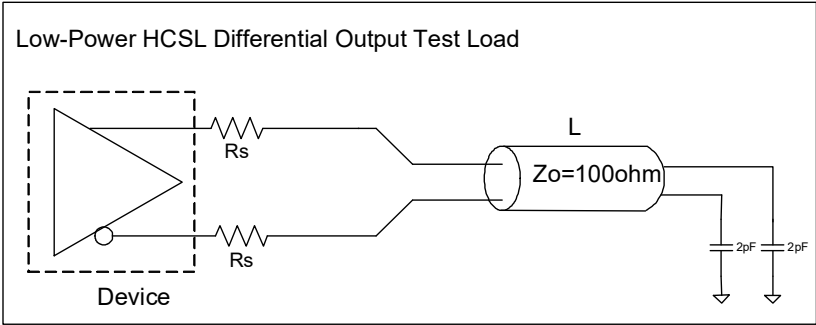 Low-Power HCSL Differential Output Test Load
Rs
L
Zo=100ohm
2pF 2pF
Rs
Device